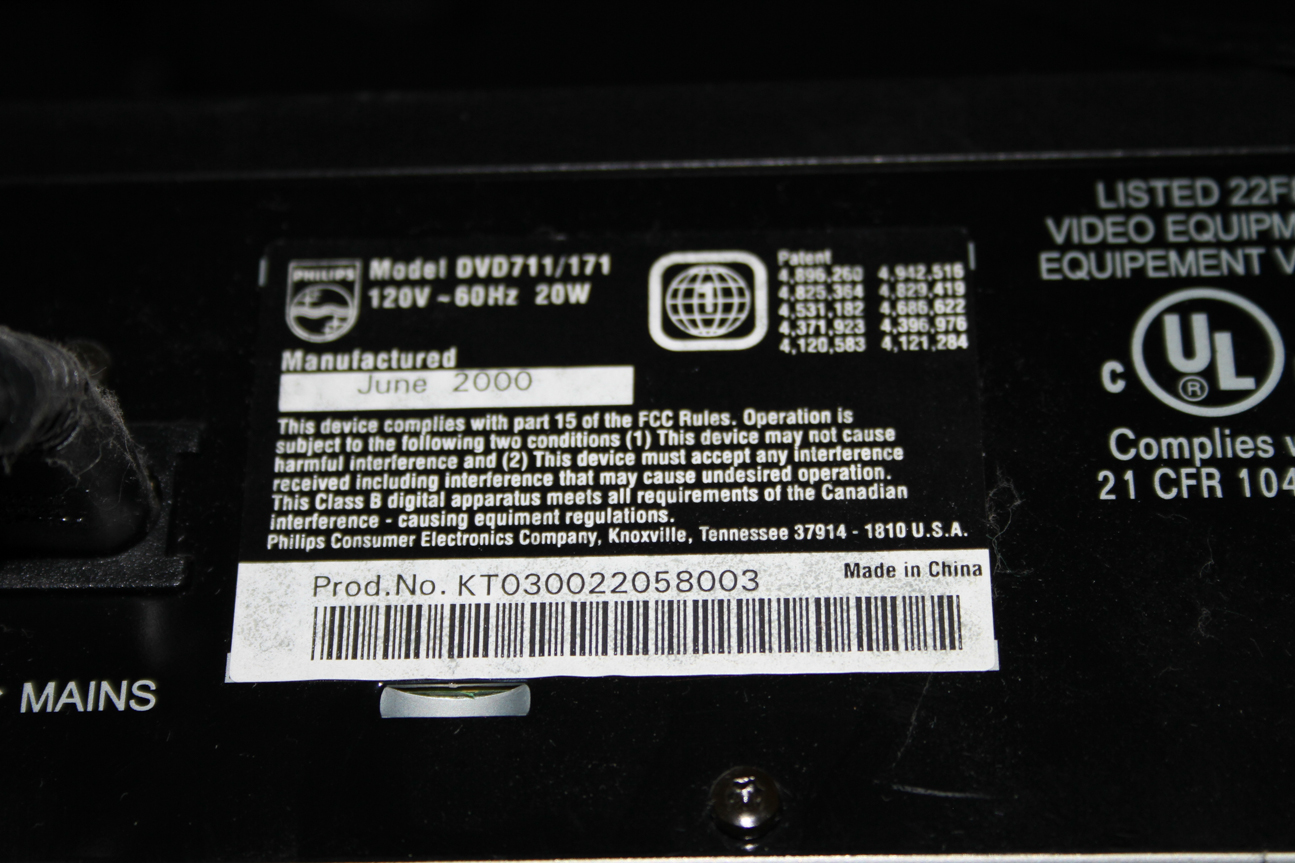 LISTED
VIDEO
EQUIPEMENT
PHILIPS
Model DVD711/171
120V ~ 60Hz 20W
1
Patent
4,896,260 4,942,516
4,825,364 4,829,419
4,531,182 4,686,622
4,371,923 4,396,976
4,120,583 4,121,284
C UL ®
Manufactured
June 2000
This device complies with part 15 of the FCC Rules. Operation is
subject to the following two conditions (1) This device may not cause
harmful interference and (2) This device must accept any interference
received including interference that may cause undesired operation.
This Class B digital apparatus meets all requirements of the Canadian
interference - causing equiment regulations.
Philips Consumer Electronics Company, Knoxville, Tennessee 37914 - 1810 U.S.A.
Complies
21 CFR 104
Prod.No. KT030022058003 Made in China
MAINS